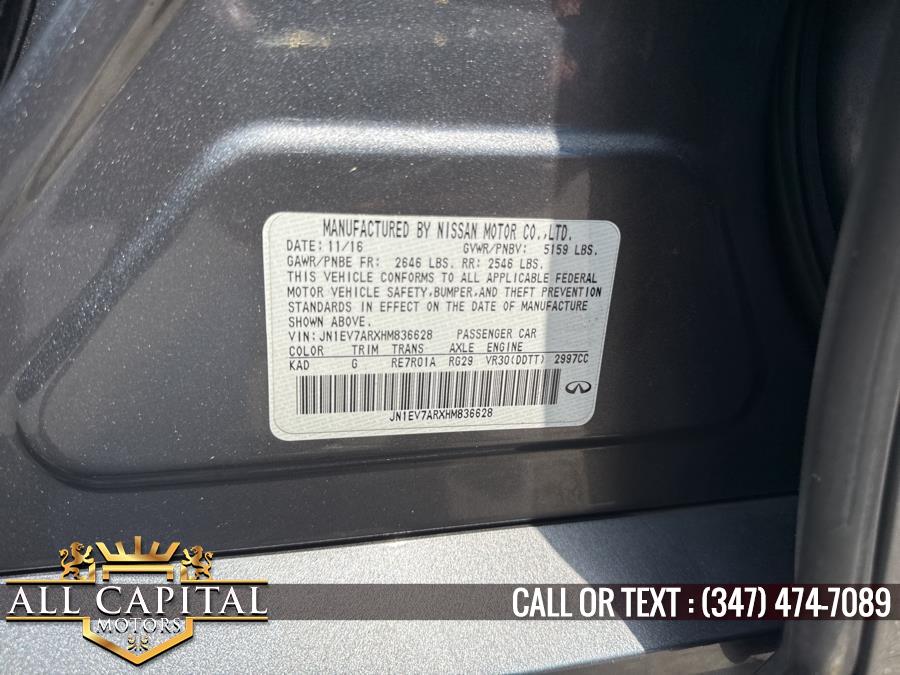 MANUFACTURED BY NISSAN MOTOR CO.,LTD.
DATE: 11/16 GVWR/PNBV: 5159 LBS.
GAWR/PNBE FR: 2646 LBS. RR: 2546 LBS.
THIS VEHICLE CONFORMS TO ALL APPLICABLE FEDERAL
MOTOR VEHICLE SAFETY,BUMPER,AND THEFT PREVENTION
STANDARDS IN EFFECT ON THE DATE OF MANUFACTURE
SHOWN ABOVE.
VIN: JN1EV7ARXHM836628 PASSENGER CAR
COLOR TRIM TRANS AXLE ENGINE
KAD G RE7R01A RG29 VR30(DDTT) 2997CC
JN1EV7ARXHM836628
ALL CAPITAL
MOTORS
CALL OR TEXT : (347) 474-7089